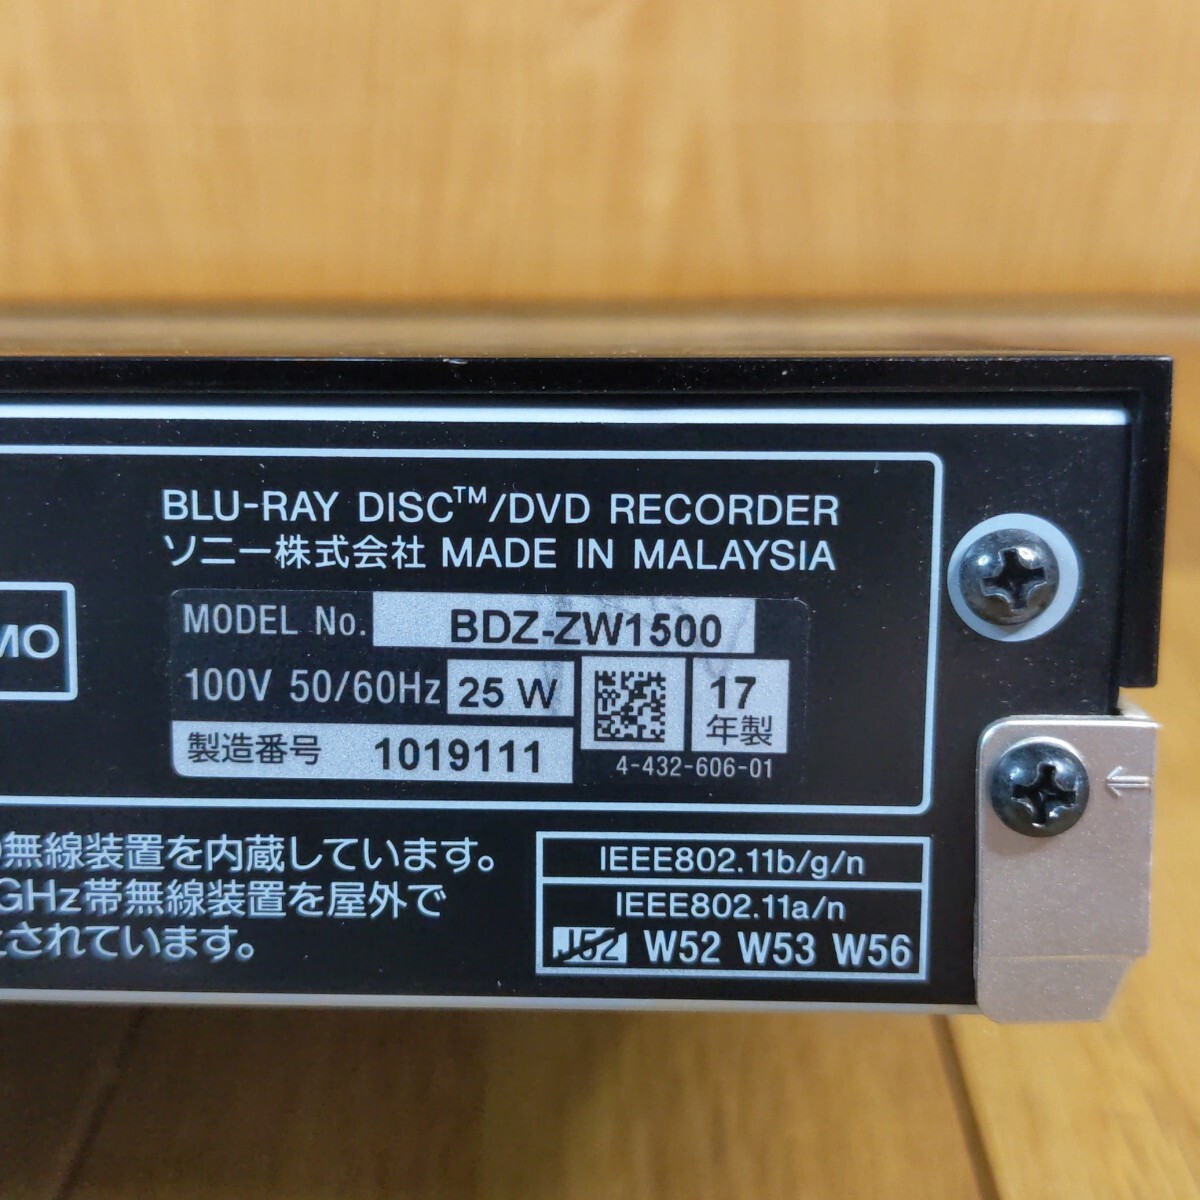 BLU-RAY DISC™/DVD RECORDER
ソニー株式会社 MADE IN MALAYSIA
MO
MODEL No. BDZ-ZW1500
100V 50/60Hz 25 W
17
年製
製造番号 1019111
4-432-606-01
無線装置を内蔵しています。
GHz帯無線装置を屋外で
とされています。
IEEE802.11b/g/n
IEEE802.11a/n
J52 W52 W53 W56